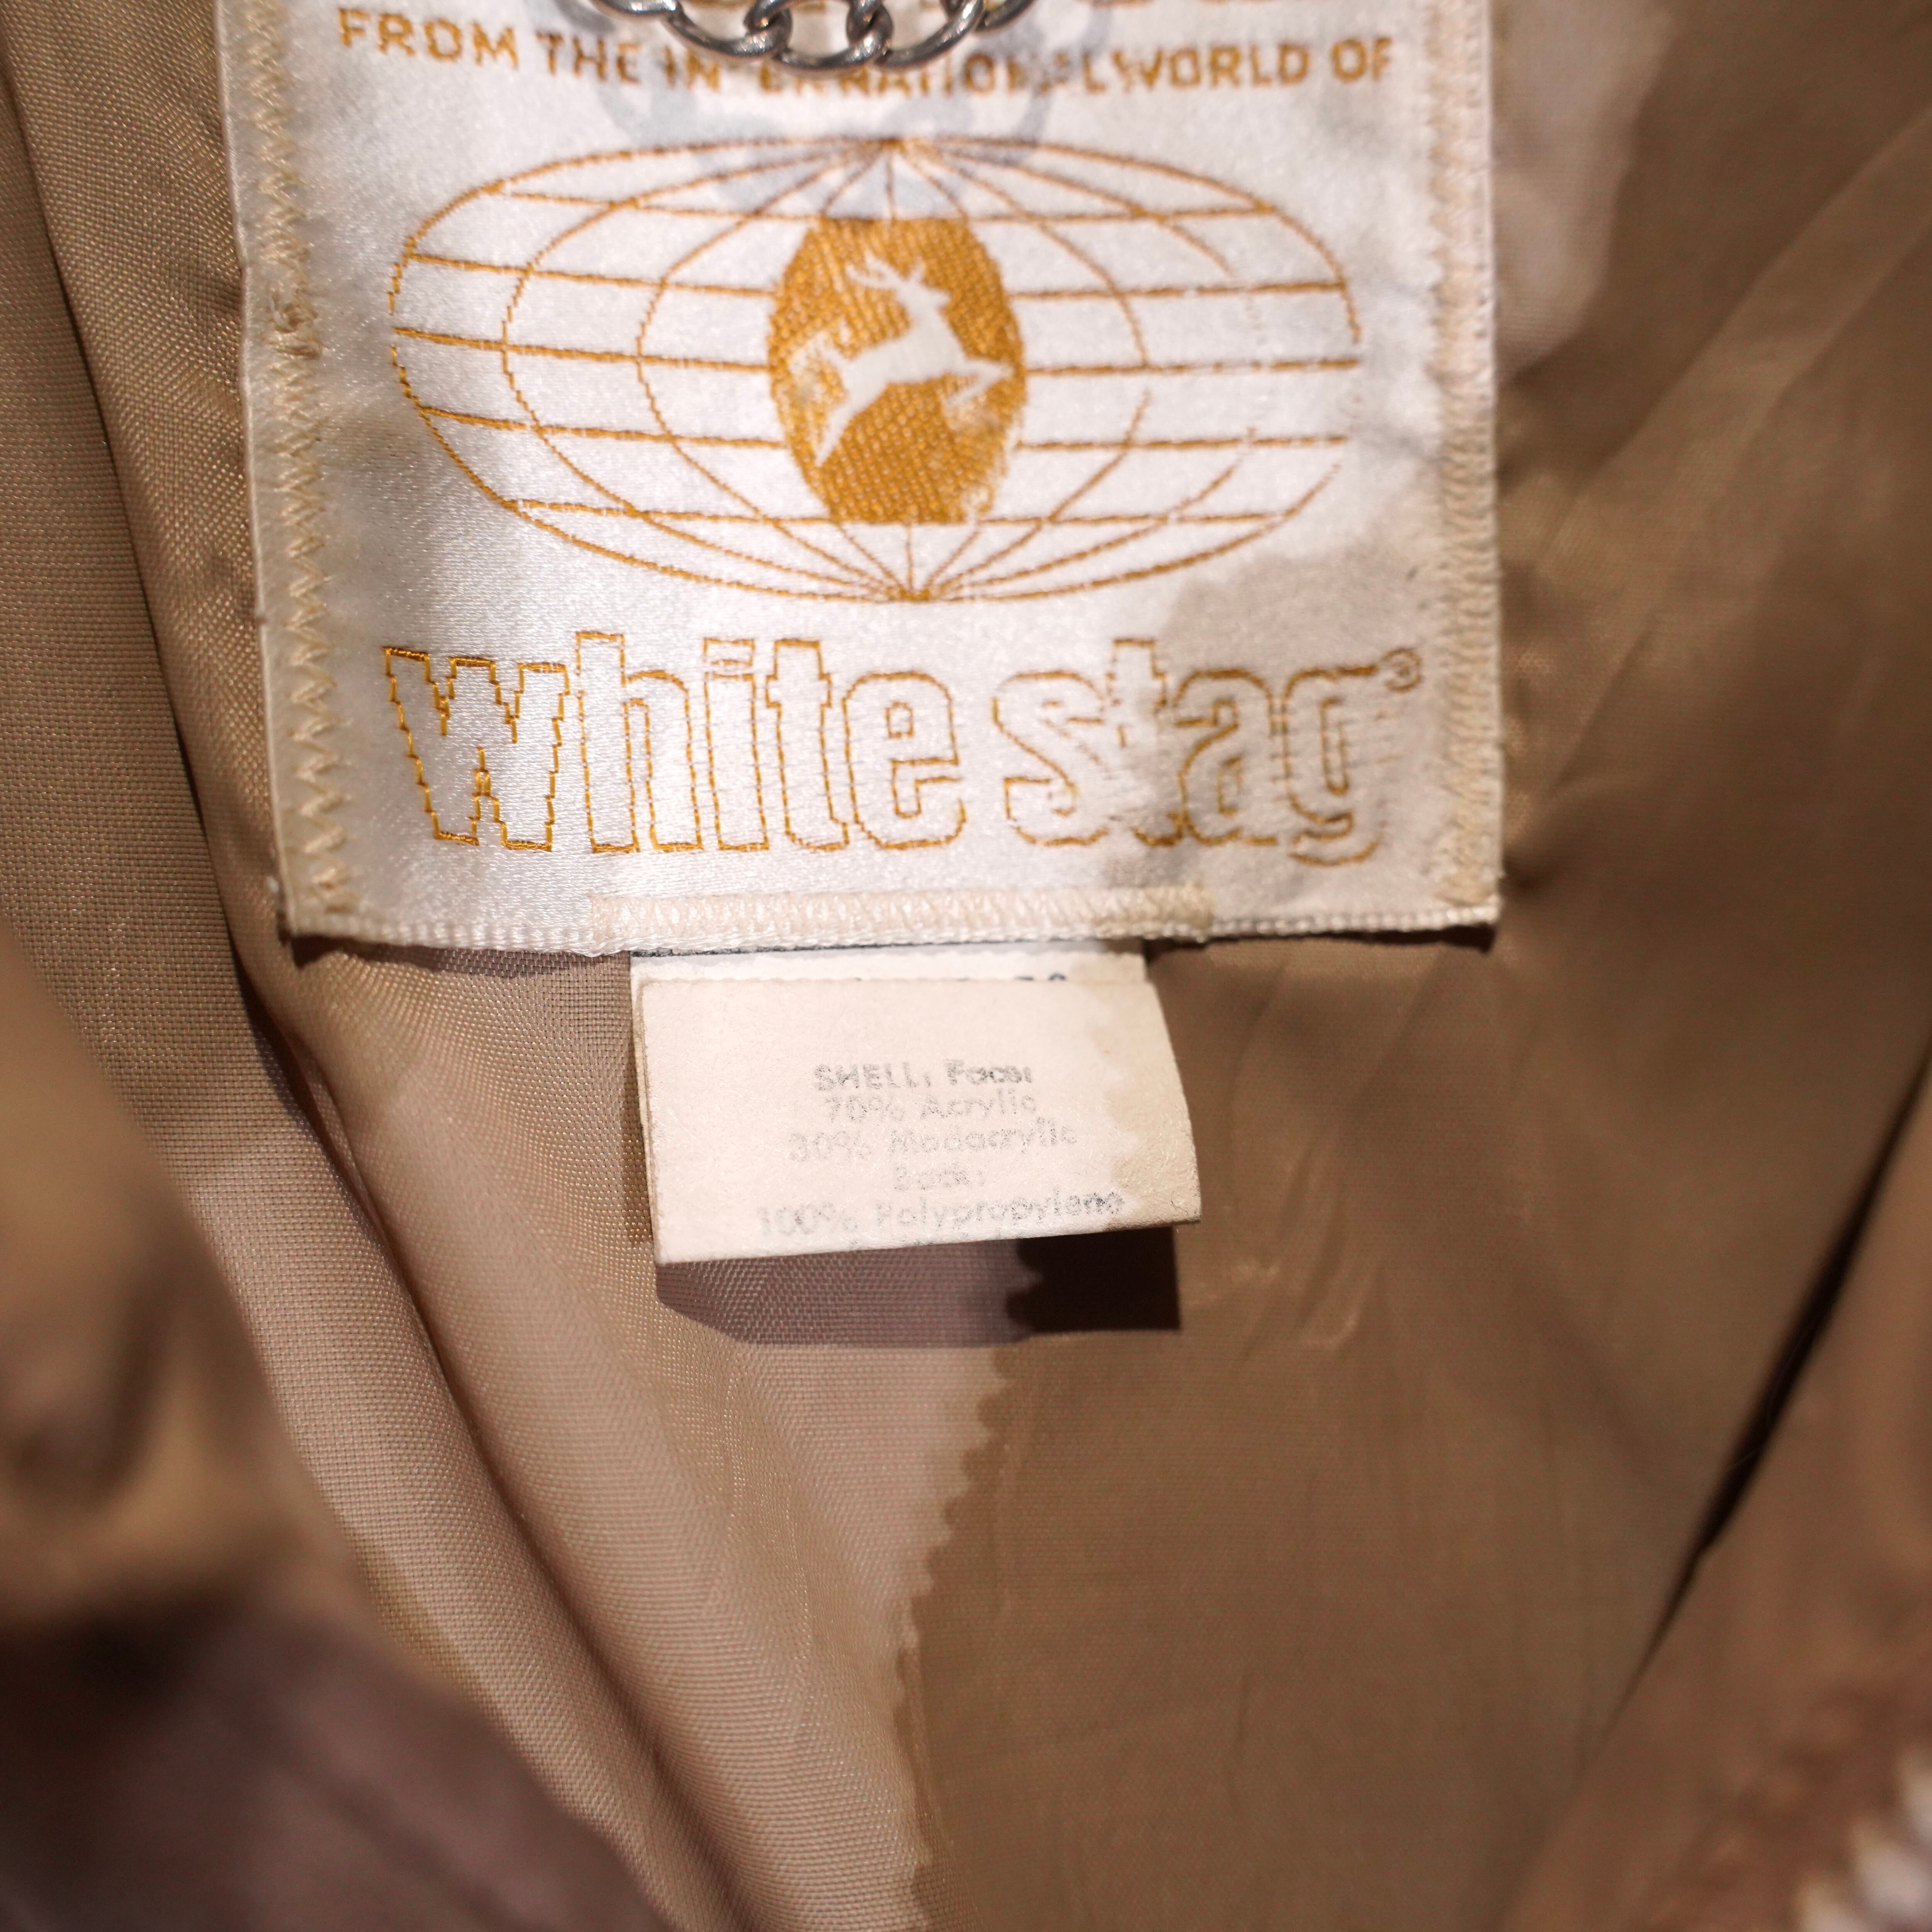 FROM THE INTERNATIONAL WORLD OF
white stag®
SHELL: Face:
70% Acrylic
30% Modacrylic
Back:
100% Polypropylene